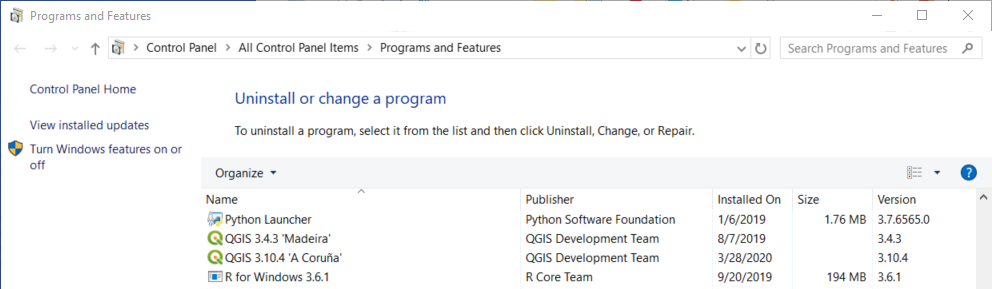 Programs and Features
Control Panel > All Control Panel Items > Programs and Features
Search Programs and Features
Control Panel Home
View installed updates
Turn Windows features on or
off
Uninstall or change a program
To uninstall a program, select it from the list and then click Uninstall, Change, or Repair.
Organize
Name Publisher Installed On Size Version
Python Launcher Python Software Foundation 1/6/2019 1.76 MB 3.7.6565.0
QGIS 3.4.3 'Madeira' QGIS Development Team 8/7/2019 3.4.3
QGIS 3.10.4 'A Coruña' QGIS Development Team 3/28/2020 3.10.4
R for Windows 3.6.1 R Core Team 9/20/2019 194 MB 3.6.1